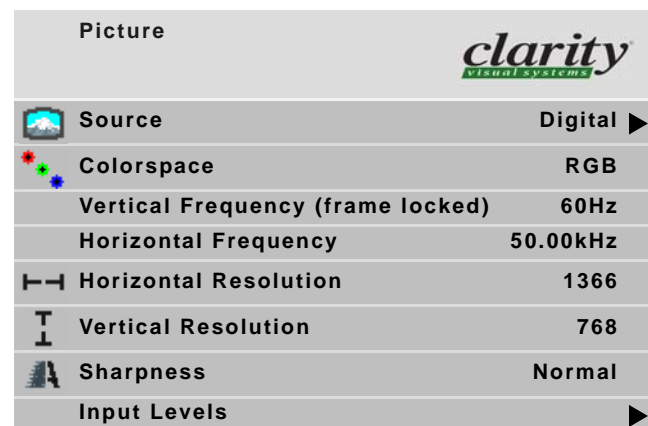 Picture
clarity
visual systems
Source Digital
Colorspace RGB
Vertical Frequency (frame locked) 60Hz
Horizontal Frequency 50.00kHz
Horizontal Resolution 1366
Vertical Resolution 768
Sharpness Normal
Input Levels